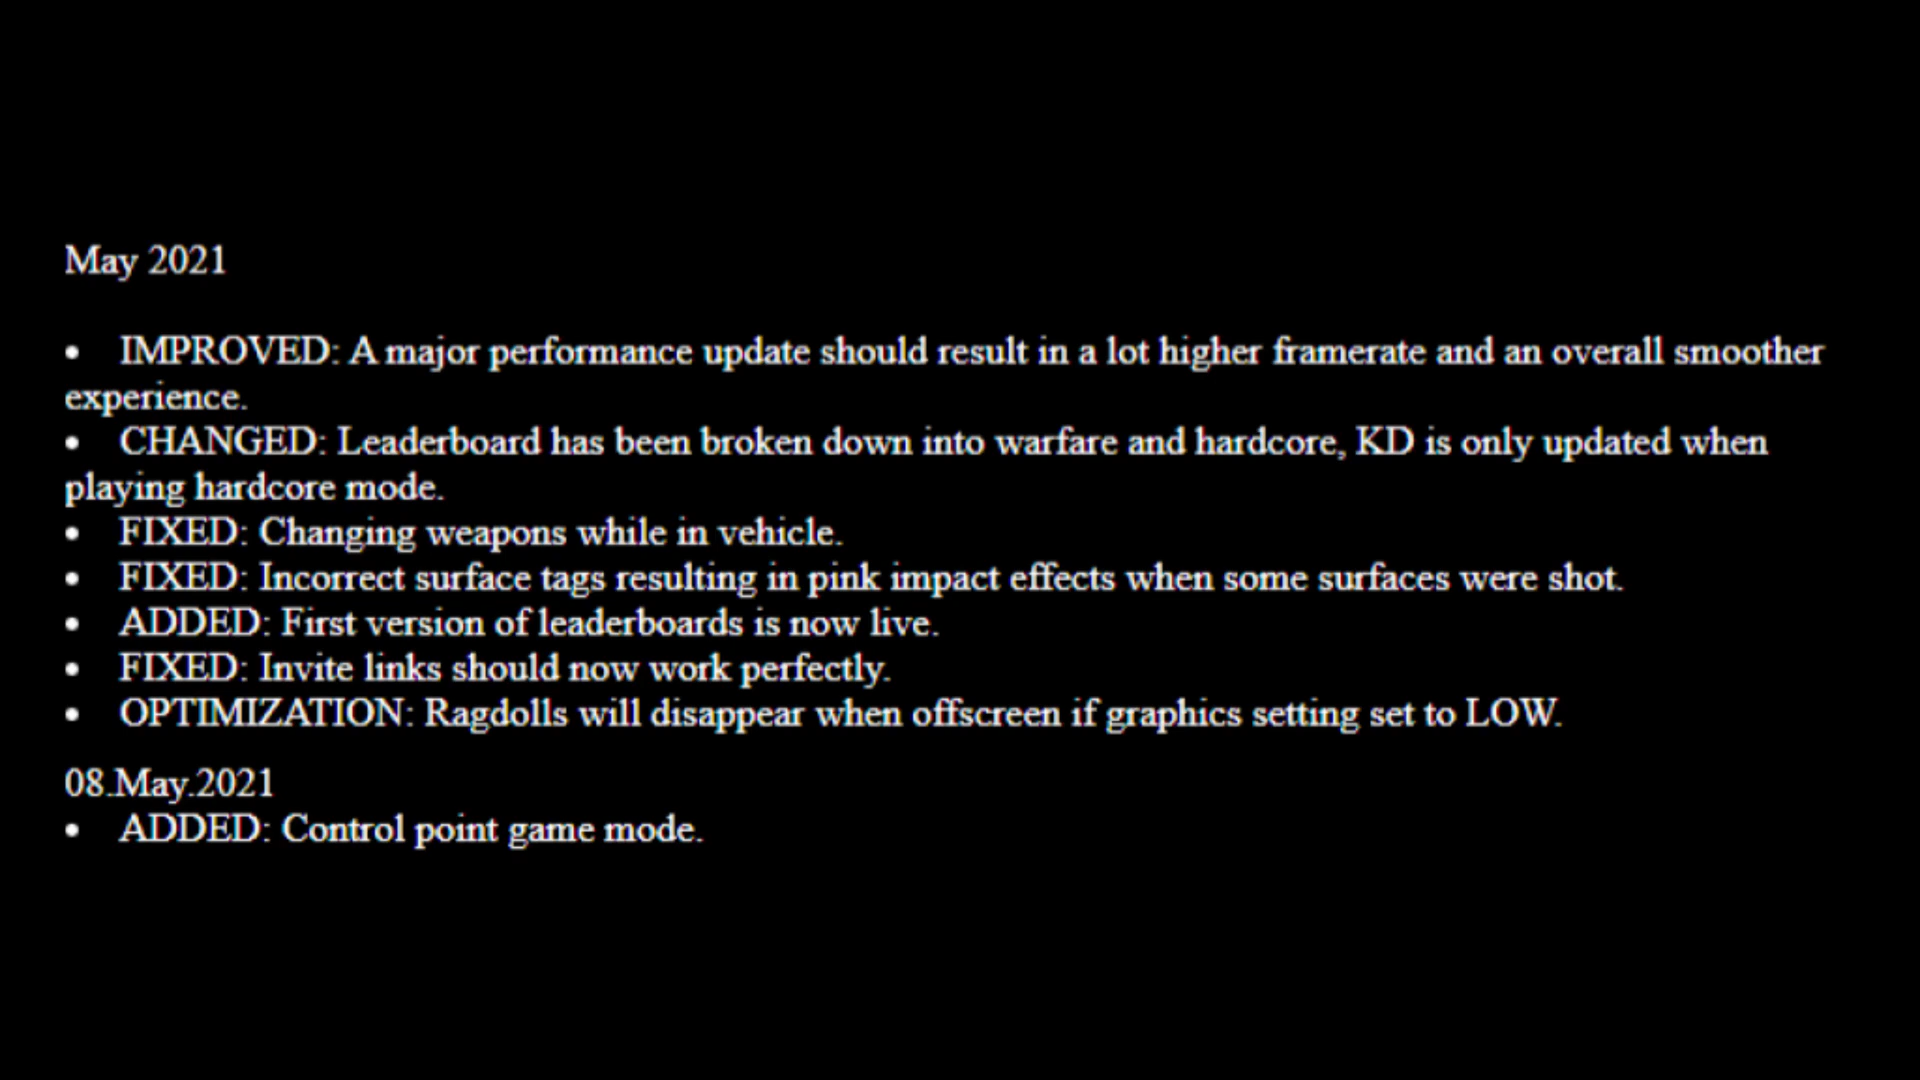 May 2021
• IMPROVED: A major performance update should result in a lot higher framerate and an overall smoother
experience.
• CHANGED: Leaderboard has been broken down into warfare and hardcore, KD is only updated when
playing hardcore mode.
• FIXED: Changing weapons while in vehicle.
• FIXED: Incorrect surface tags resulting in pink impact effects when some surfaces were shot.
• ADDED: First version of leaderboards is now live.
• FIXED: Invite links should now work perfectly.
• OPTIMIZATION: Ragdolls will disappear when offscreen if graphics setting set to LOW.
08.May.2021
• ADDED: Control point game mode.